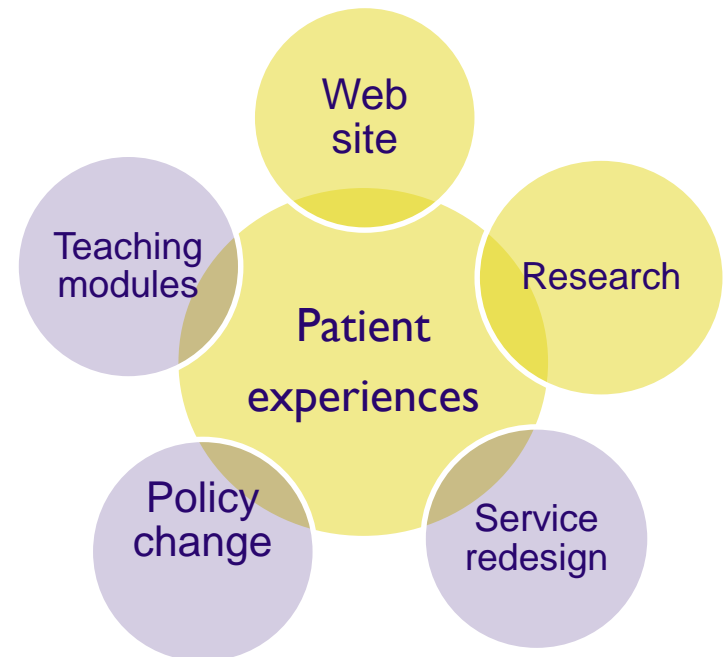 Web
site
Teaching
modules
Research
Patient
experiences
Policy
change
Service
redesign